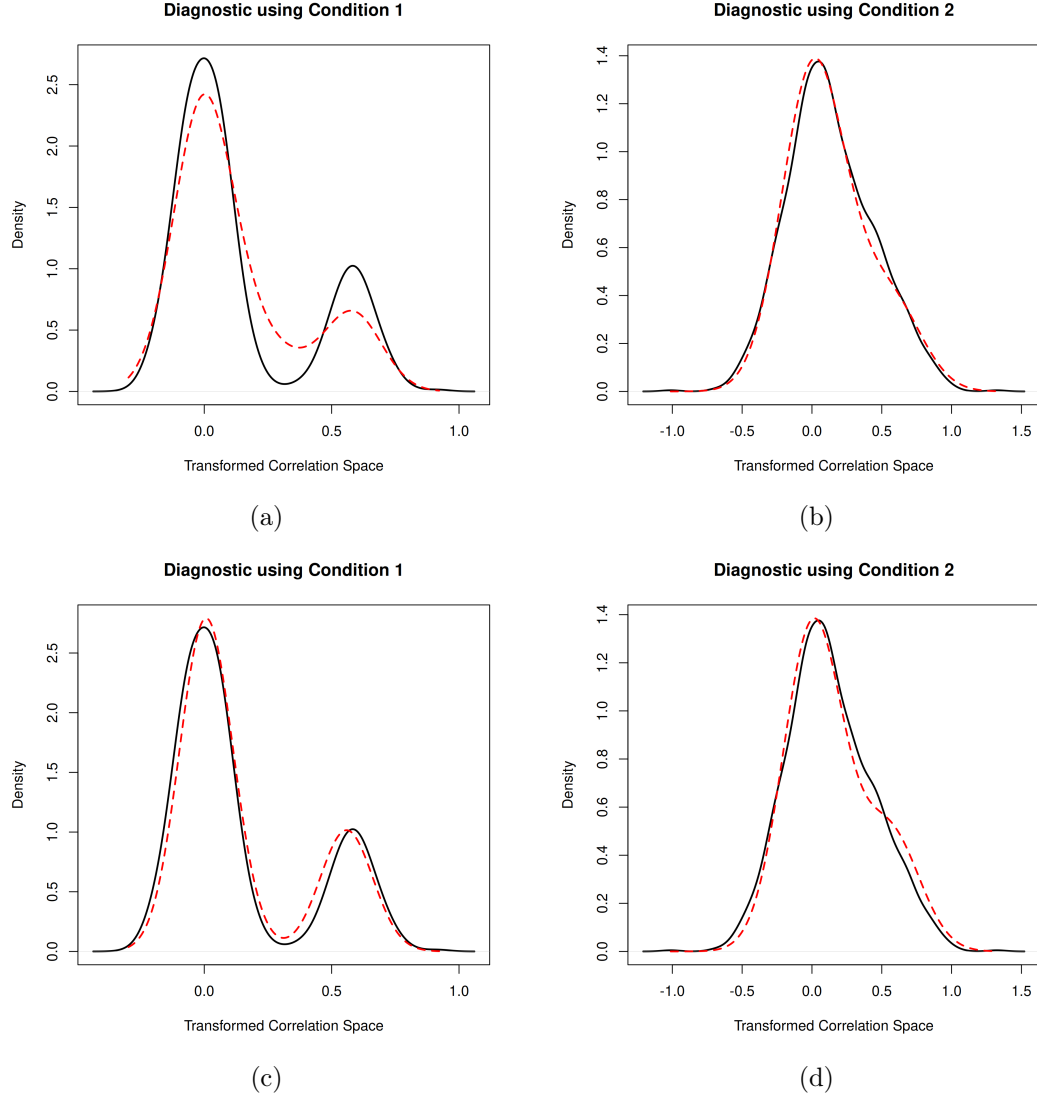 Diagnostic using Condition 1
Density
0.0 0.5 1.0 1.5 2.0 2.5
0.0 0.5 1.0
Transformed Correlation Space
(a)
Diagnostic using Condition 2
Density
0.0 0.2 0.4 0.6 0.8 1.0 1.2 1.4
-1.0 -0.5 0.0 0.5 1.0 1.5
Transformed Correlation Space
(b)
Diagnostic using Condition 1
Density
0.0 0.5 1.0 1.5 2.0 2.5
0.0 0.5 1.0
Transformed Correlation Space
(c)
Diagnostic using Condition 2
Density
0.0 0.2 0.4 0.6 0.8 1.0 1.2 1.4
-1.0 -0.5 0.0 0.5 1.0 1.5
Transformed Correlation Space
(d)